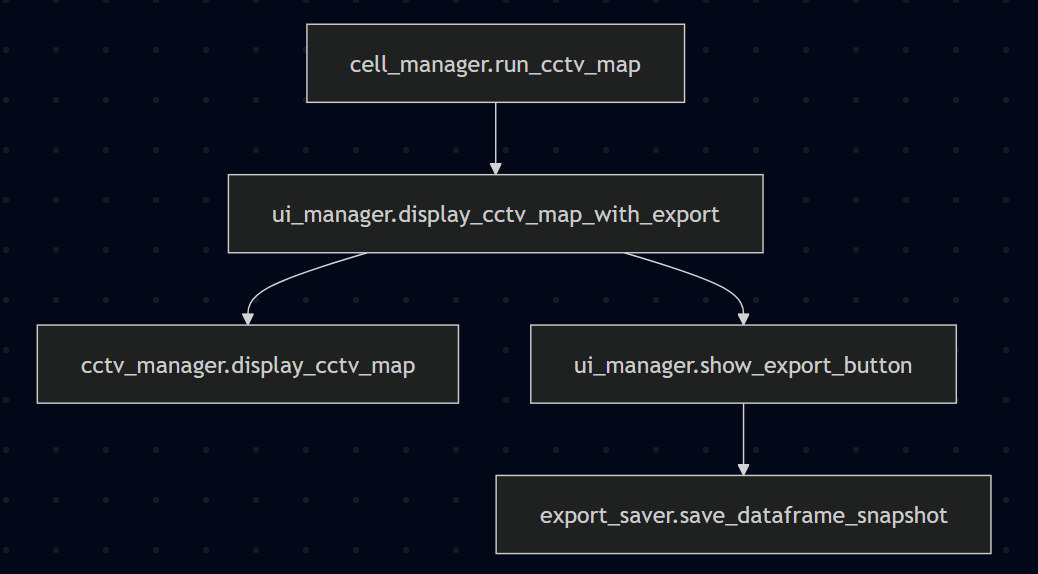 cell_manager.run_cctv_map
ui_manager.display_cctv_map_with_export
cctv_manager.display_cctv_map
ui_manager.show_export_button
export_saver.save_dataframe_snapshot